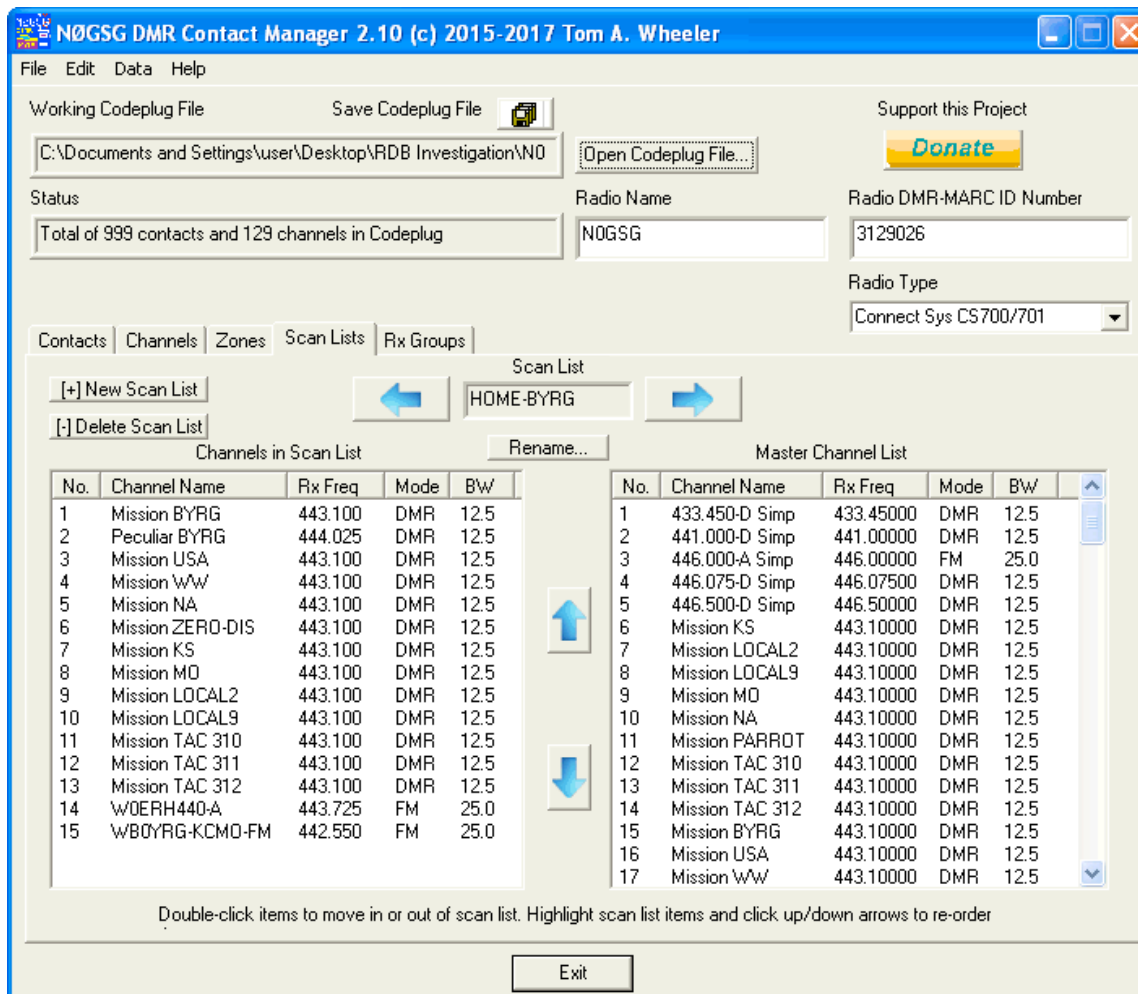 NØGSG DMR Contact Manager 2.10 (c) 2015-2017 Tom A. Wheeler
File Edit Data Help
Working Codeplug File Save Codeplug File Support this Project
C:\Documents and Settings\user\Desktop\RDB Investigation\N0 Open Codeplug File... Donate
Status Radio Name Radio DMR-MARC ID Number
Total of 999 contacts and 129 channels in Codeplug N0GSG 3129026
Radio Type
Connect Sys CS700/701
Contacts Channels Zones Scan Lists Rx Groups
Scan List
[+] New Scan List HOME-BYRG
[-] Delete Scan List
Rename...
Channels in Scan List
No. Channel Name Rx Freq Mode BW
1 Mission BYRG 443.100 DMR 12.5
2 Peculiar BYRG 444.025 DMR 12.5
3 Mission USA 443.100 DMR 12.5
4 Mission WW 443.100 DMR 12.5
5 Mission NA 443.100 DMR 12.5
6 Mission ZERO-DIS 443.100 DMR 12.5
7 Mission KS 443.100 DMR 12.5
8 Mission MO 443.100 DMR 12.5
9 Mission LOCAL2 443.100 DMR 12.5
10 Mission LOCAL9 443.100 DMR 12.5
11 Mission TAC 310 443.100 DMR 12.5
12 Mission TAC 311 443.100 DMR 12.5
13 Mission TAC 312 443.100 DMR 12.5
14 W0ERH440-A 443.725 FM 25.0
15 WB0YRG-KCMO-FM 442.550 FM 25.0
Master Channel List
No. Channel Name Rx Freq Mode BW
1 433.450-D Simp 433.45000 DMR 12.5
2 441.000-D Simp 441.00000 DMR 12.5
3 446.000-A Simp 446.00000 FM 25.0
4 446.075-D Simp 446.07500 DMR 12.5
5 446.500-D Simp 446.50000 DMR 12.5
6 Mission KS 443.10000 DMR 12.5
7 Mission LOCAL2 443.10000 DMR 12.5
8 Mission LOCAL9 443.10000 DMR 12.5
9 Mission MO 443.10000 DMR 12.5
10 Mission NA 443.10000 DMR 12.5
11 Mission PARROT 443.10000 DMR 12.5
12 Mission TAC 310 443.10000 DMR 12.5
13 Mission TAC 311 443.10000 DMR 12.5
14 Mission TAC 312 443.10000 DMR 12.5
15 Mission BYRG 443.10000 DMR 12.5
16 Mission USA 443.10000 DMR 12.5
17 Mission WW 443.10000 DMR 12.5
Double-click items to move in or out of scan list. Highlight scan list items and click up/down arrows to re-order
Exit